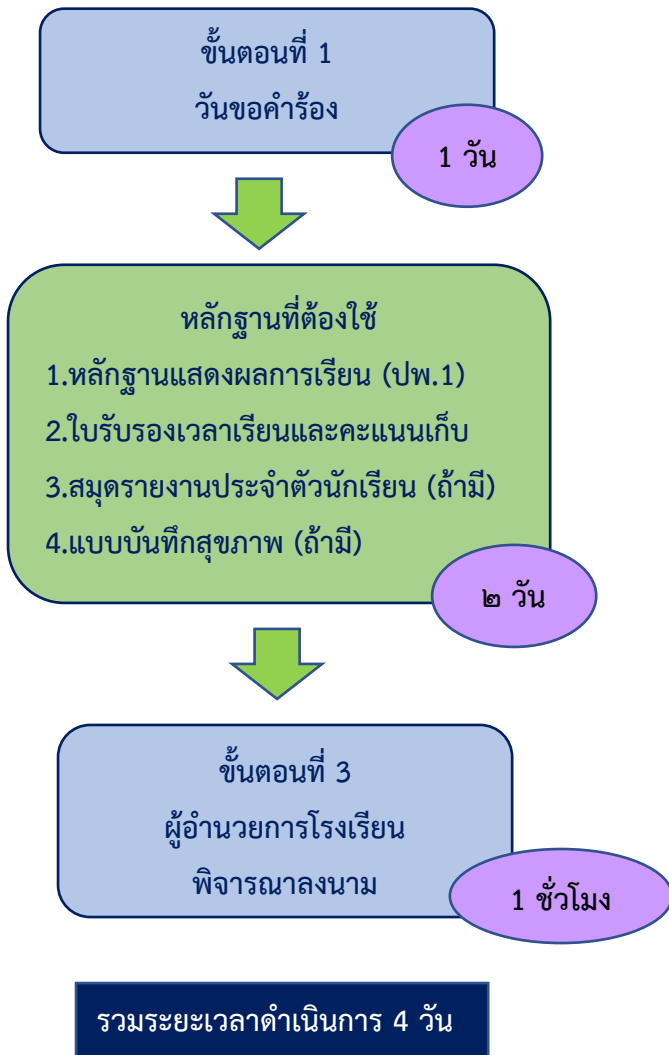 ขั้นตอนที่ 1
วันขอคำร้อง
1 วัน
หลักฐานที่ต้องใช้
1.หลักฐานแสดงผลการเรียน (ปพ.1)
2.ใบรับรองเวลาเรียนและคะแนนเก็บ
3.สมุดรายงานประจำตัวนักเรียน (ถ้ามี)
4.แบบบันทึกสุขภาพ (ถ้ามี)
๒ วัน
ขั้นตอนที่ 3
ผู้อำนวยการโรงเรียน
พิจารณาลงนาม
1 ชั่วโมง
รวมระยะเวลาดำเนินการ 4 วัน